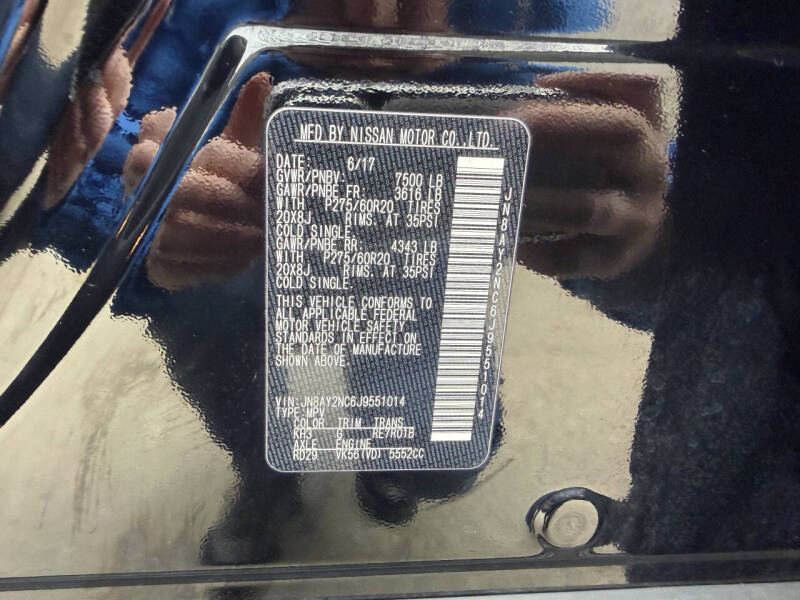 MFD BY NISSAN MOTOR CO.,LTD.
DATE: 6/17
GVWR/PNBV: 7500 LB
GAWR/PNBE FR: 3616 LB
WITH P275/60R20 TIRES
20X8J RIMS: AT 35PSI
COLD SINGLE
GAWR/PNBE RR: 4343 LB
WITH P275/60R20 TIRES
20X8J RIMS: AT 35PSI
COLD SINGLE
THIS VEHICLE CONFORMS TO
ALL APPLICABLE FEDERAL
MOTOR VEHICLE SAFETY
STANDARDS IN EFFECT ON
THE DATE OF MANUFACTURE
SHOWN ABOVE.
VIN:JN8AY2NC6J9551014
TYPE:MPV
COLOR TRIM TRANS
KH3 G RE7R01B
AXLE ENGINE
RD29 VK56(VD) 5552CC
JN8AY2NC6J9551014